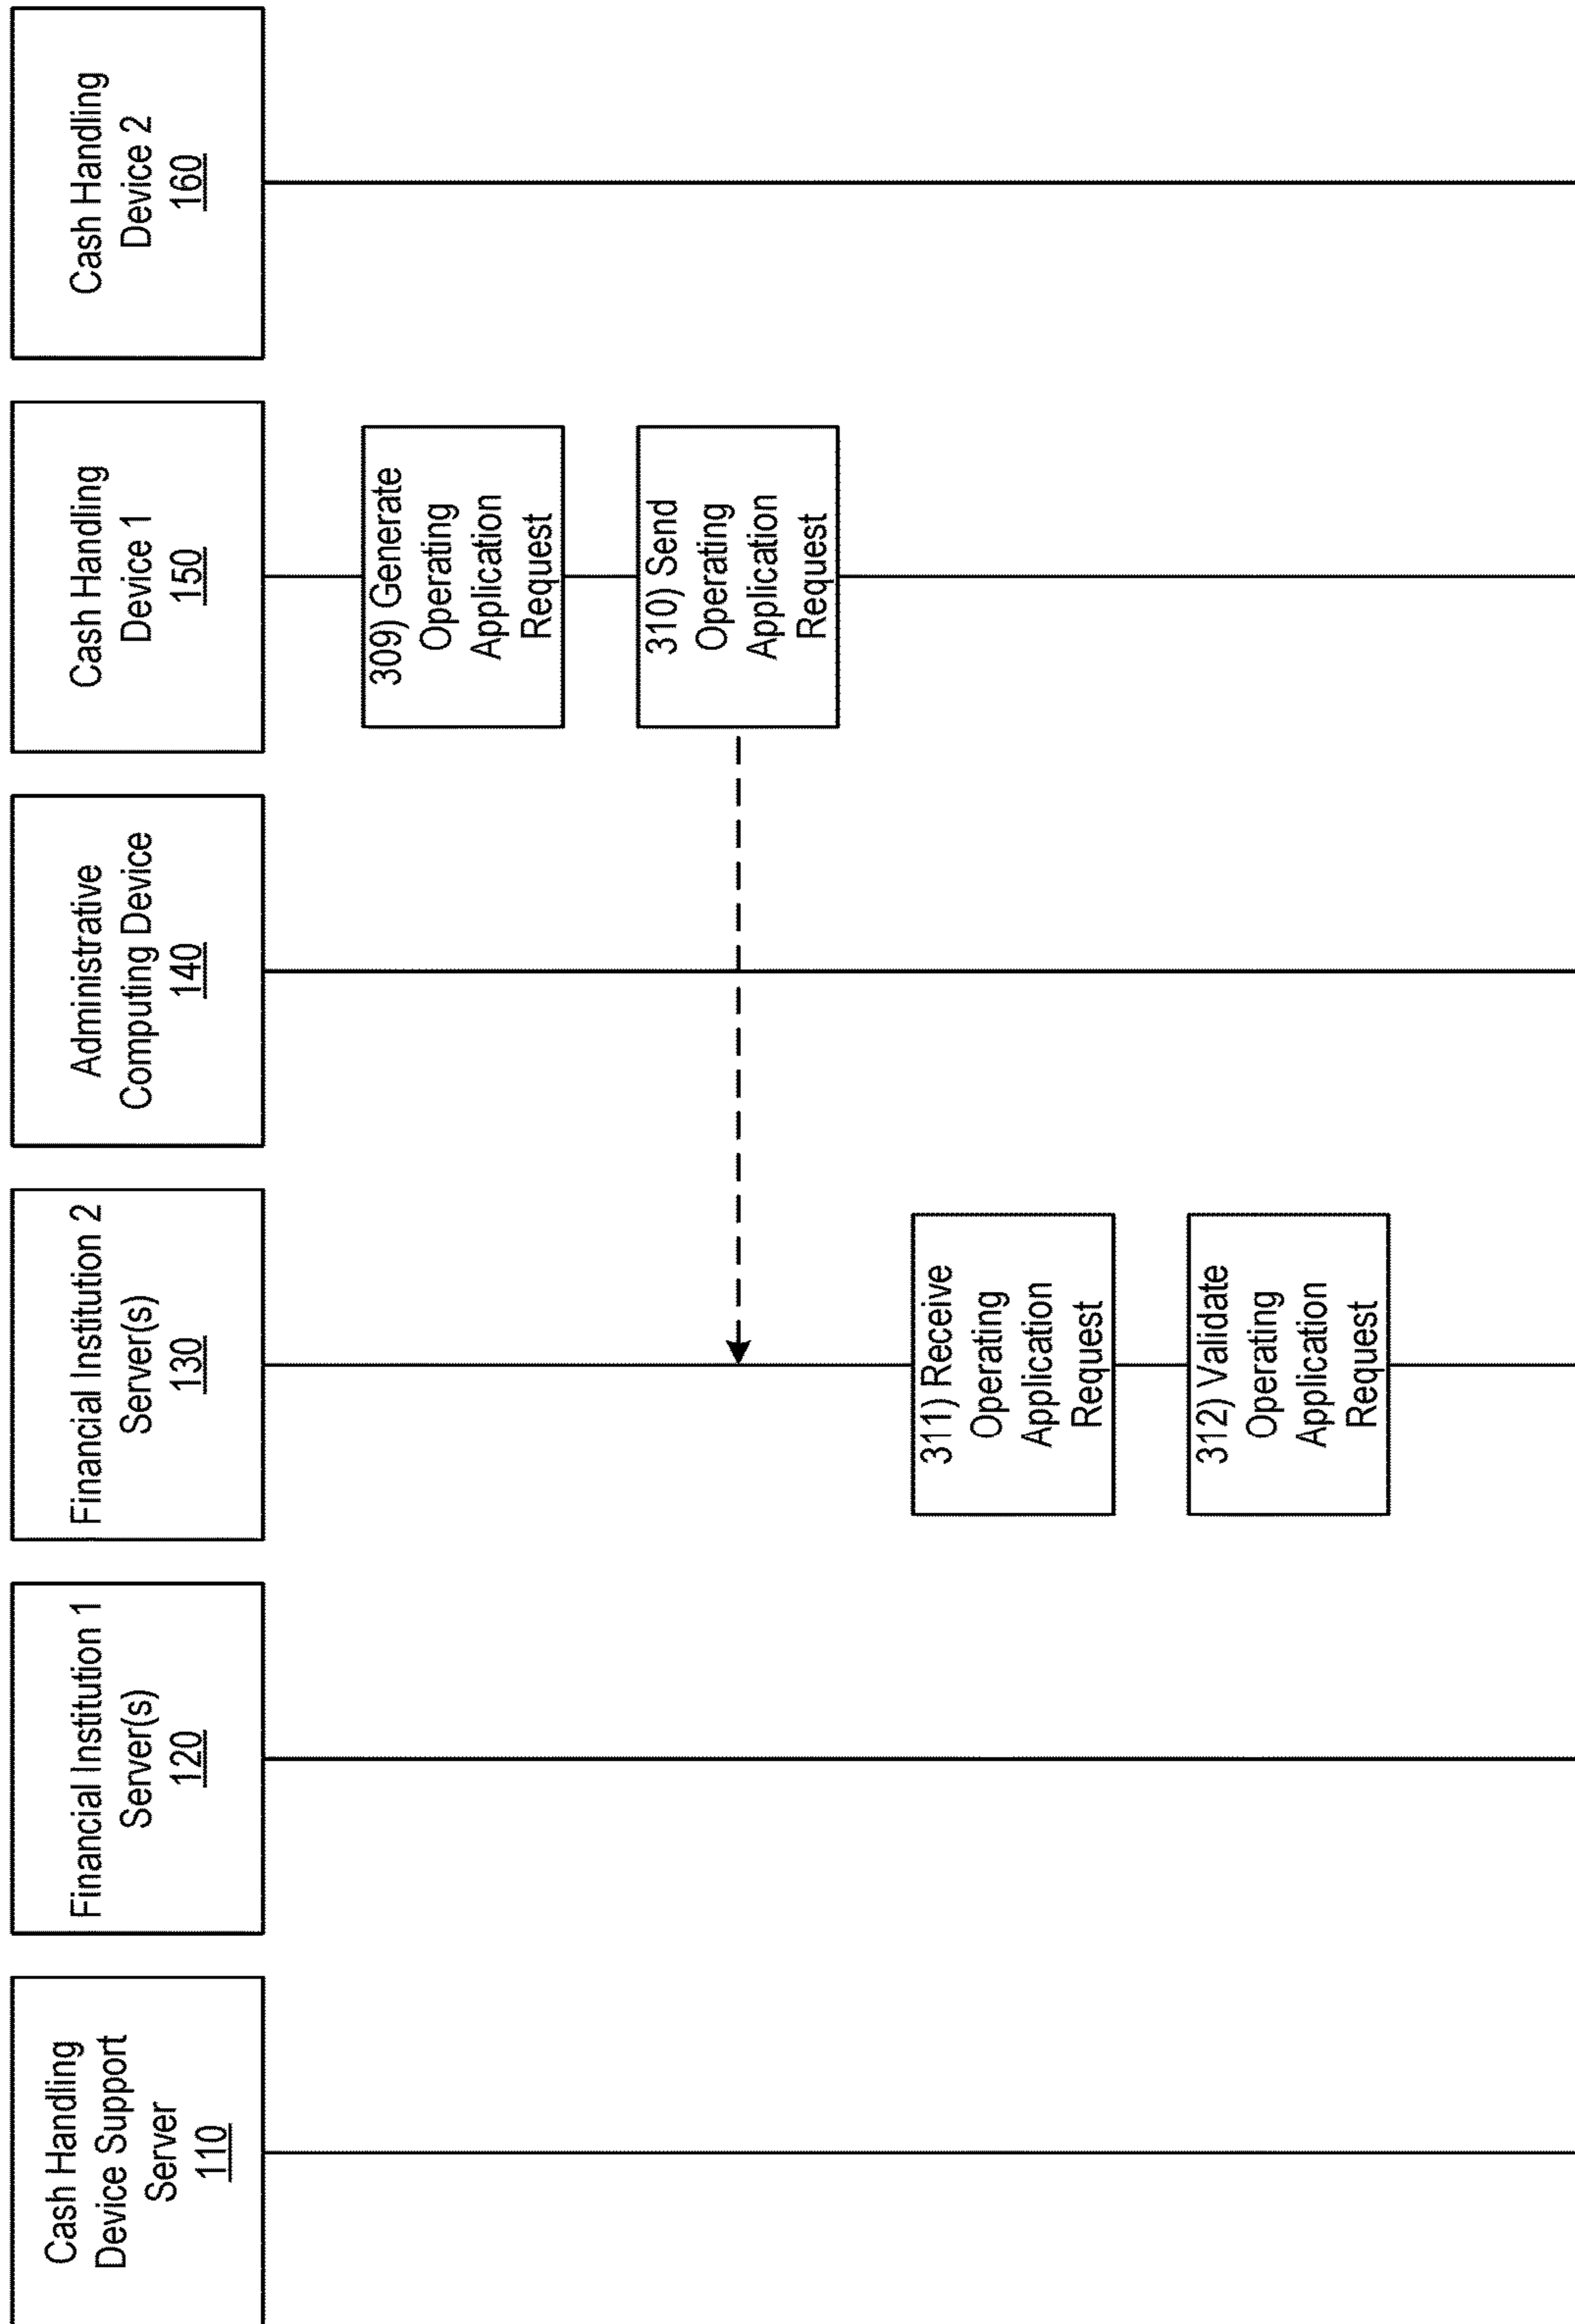 Cash Handling
Device Support
Server
110
Financial Institution 1
Server(s)
120
Financial Institution 2
Server(s)
130
Administrative
Computing Device
140
Cash Handling
Device 1
150
Cash Handling
Device 2
160
309) Generate
Operating
Application
Request
310) Send
Operating
Application
Request
311) Receive
Operating
Application
Request
312) Validate
Operating
Application
Request